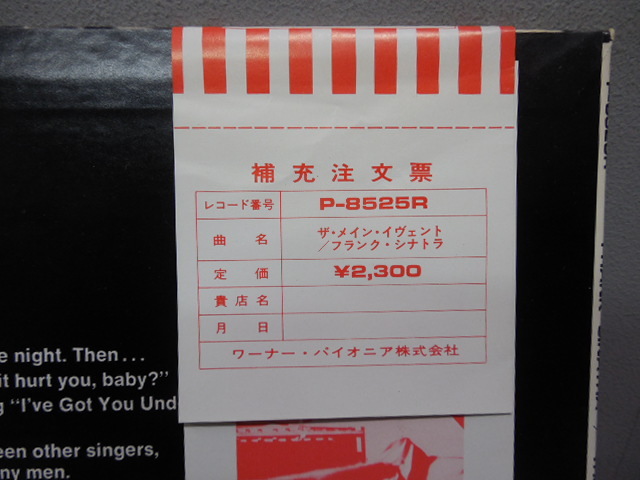 補充注文票
レコード番号 P-8525R
曲名 ザ・メイン・イヴェント
／フランク・シナトラ
定価 ¥2,300
貴店名
月日
ワーナー・パイオニア株式会社
e night. Then . . .
it hurt you, baby?”
g “I've Got You Und
een other singers,
ny men.